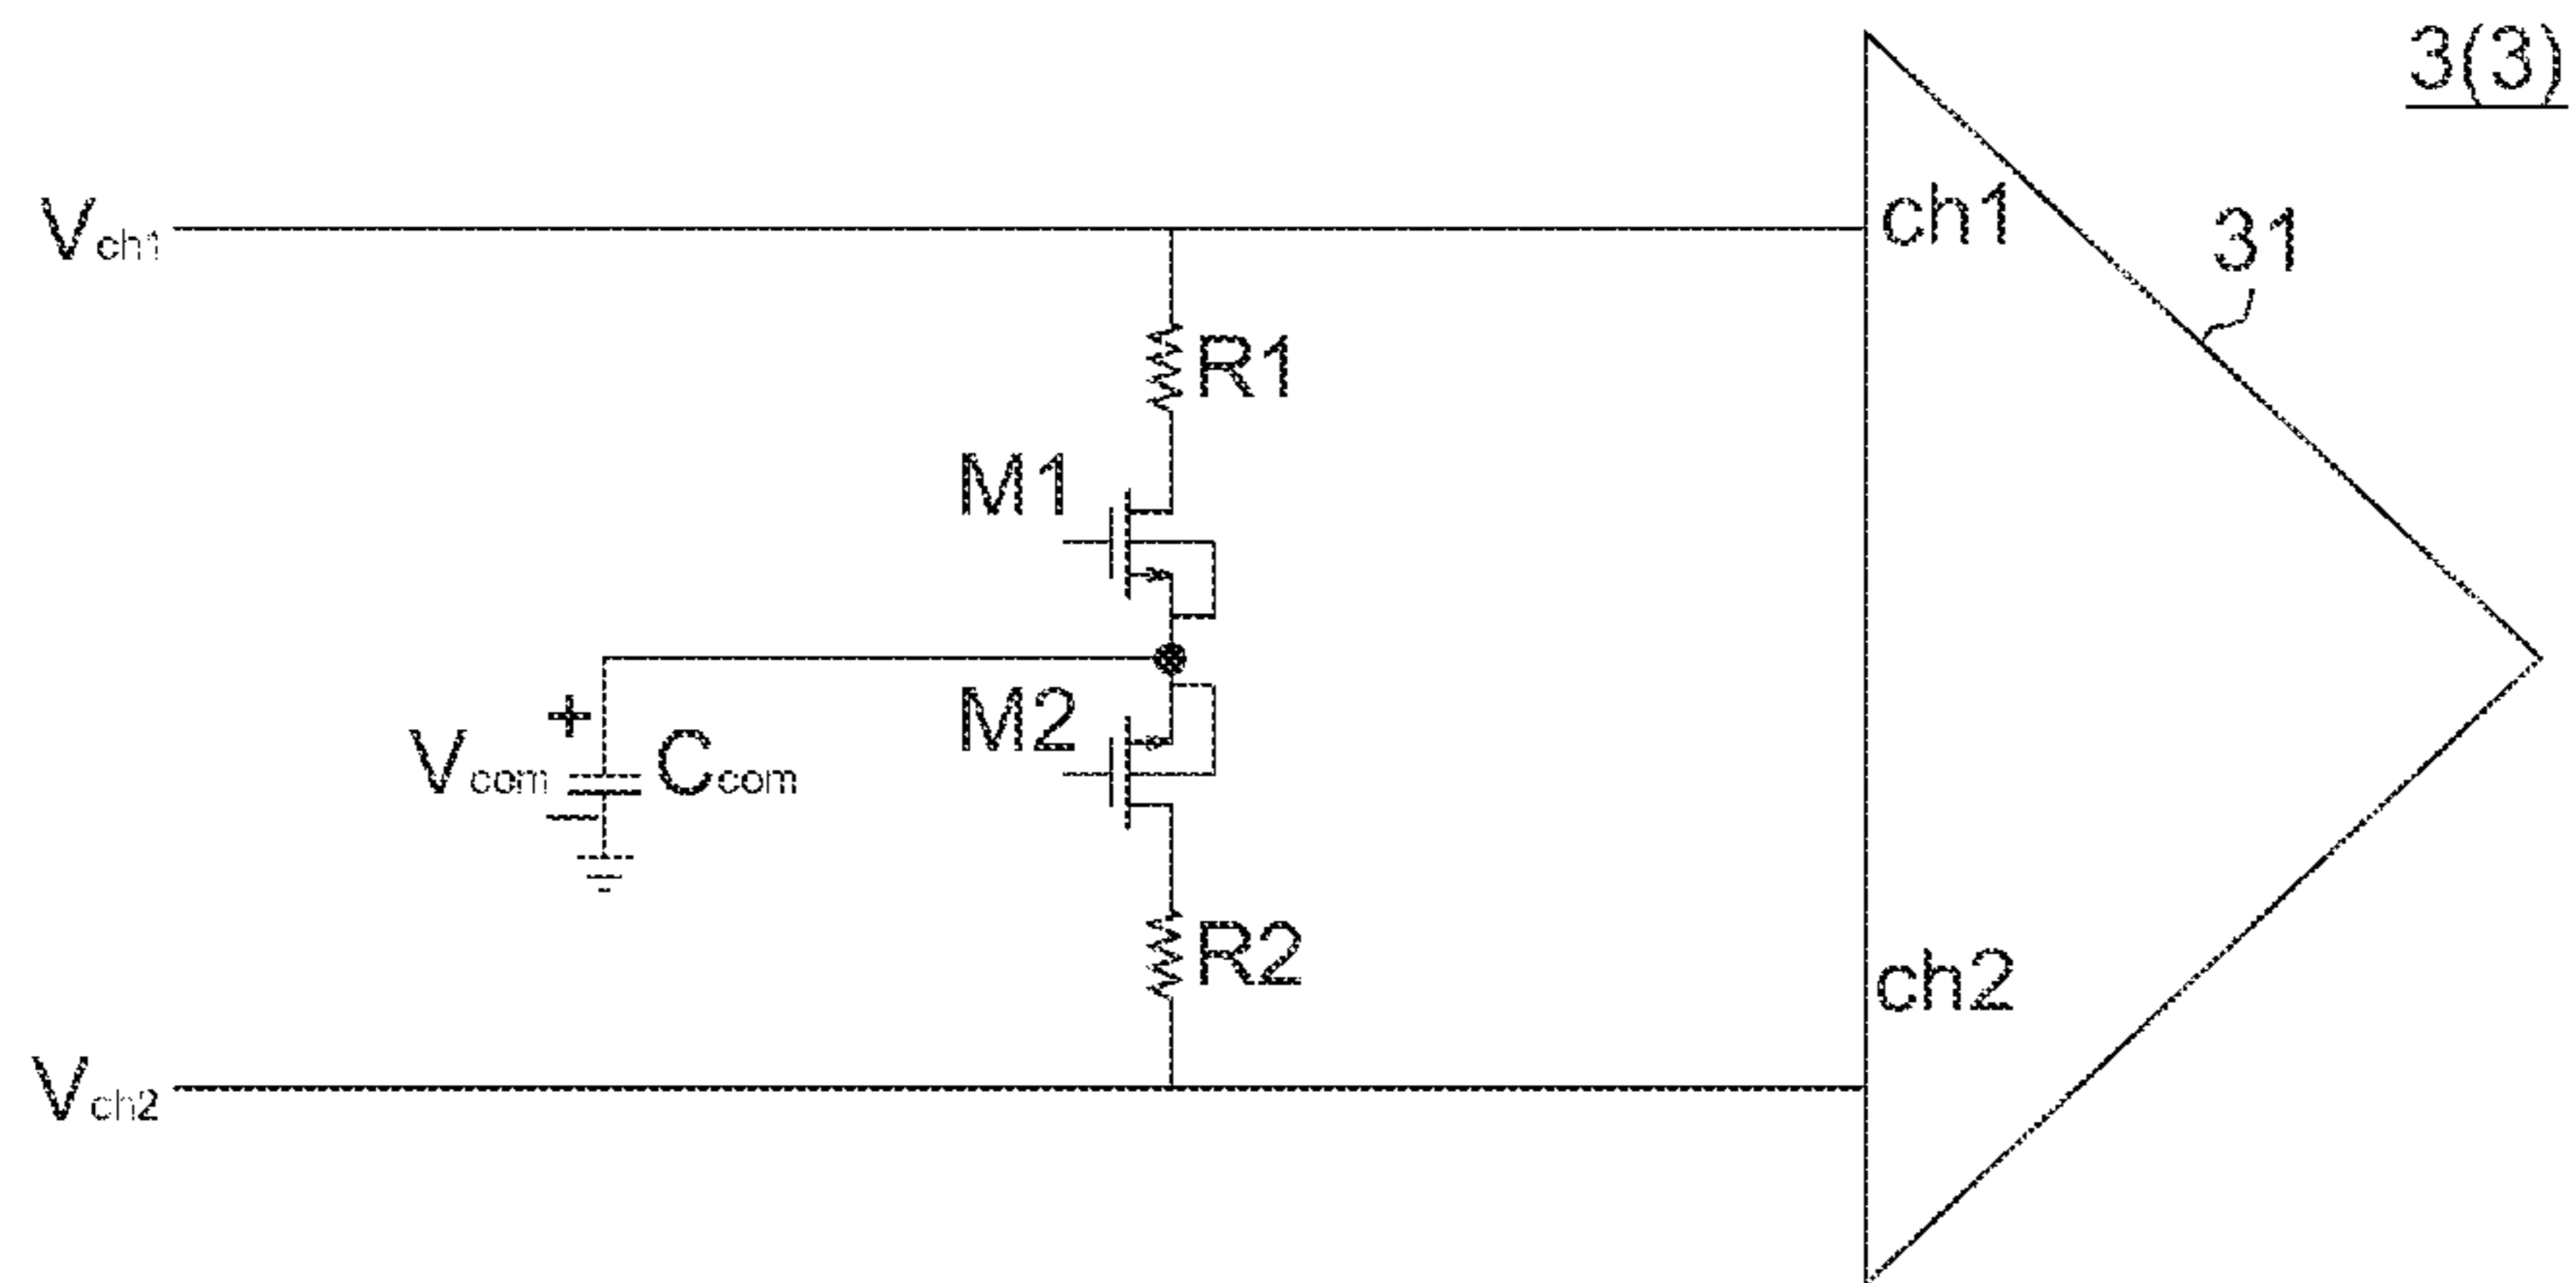 3(3)
Vch1
ch1
31
R1
M1
+
M2
Vcom
Ccom
−
R2
ch2
Vch2